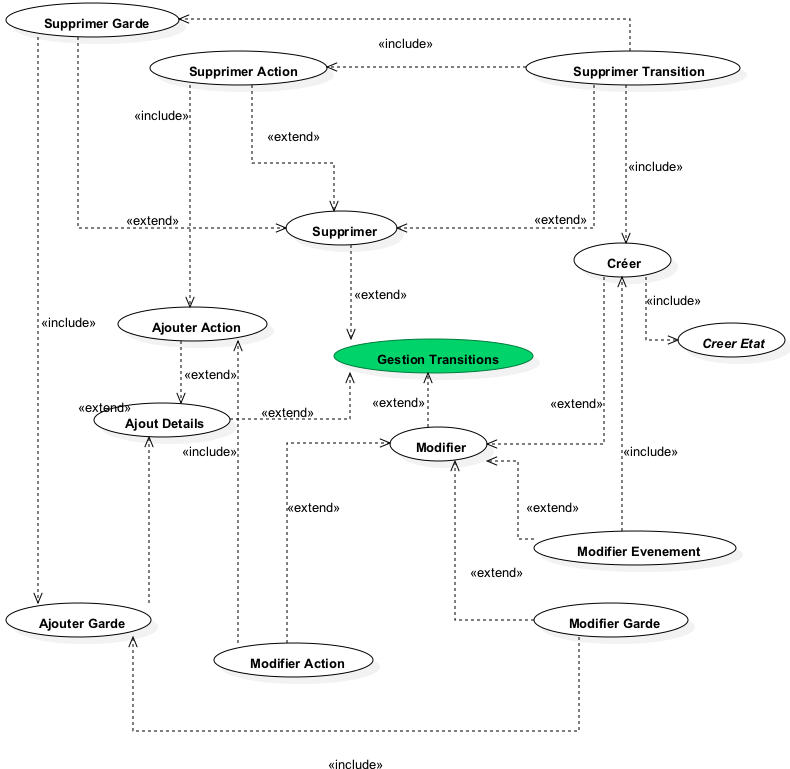 Supprimer Garde
«include»
Supprimer Action
Supprimer Transition
«include»
«extend»
«include»
«extend»
«extend»
Supprimer
Créer
«extend»
«include»
«include»
Ajouter Action
Creer Etat
Gestion Transitions
«extend»
«extend»
«extend»
«extend»
«extend»
Ajout Details
Modifier
«include»
«include»
«extend»
«extend»
Modifier Evenement
«extend»
Ajouter Garde
Modifier Garde
Modifier Action
«include»